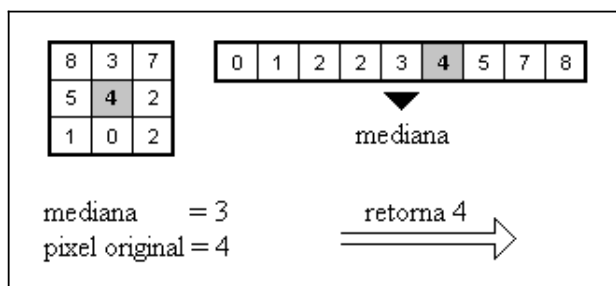 8 3 7
5 4 2
1 0 2
0 1 2 2 3 4 5 7 8
mediana
mediana = 3
pixel original = 4
retorna 4